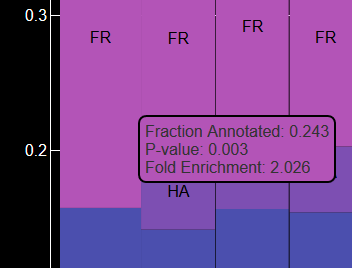 0.3
FR FR FR FR
Fraction Annotated: 0.243
P-value: 0.003
Fold Enrichment: 2.026
0.2
HA